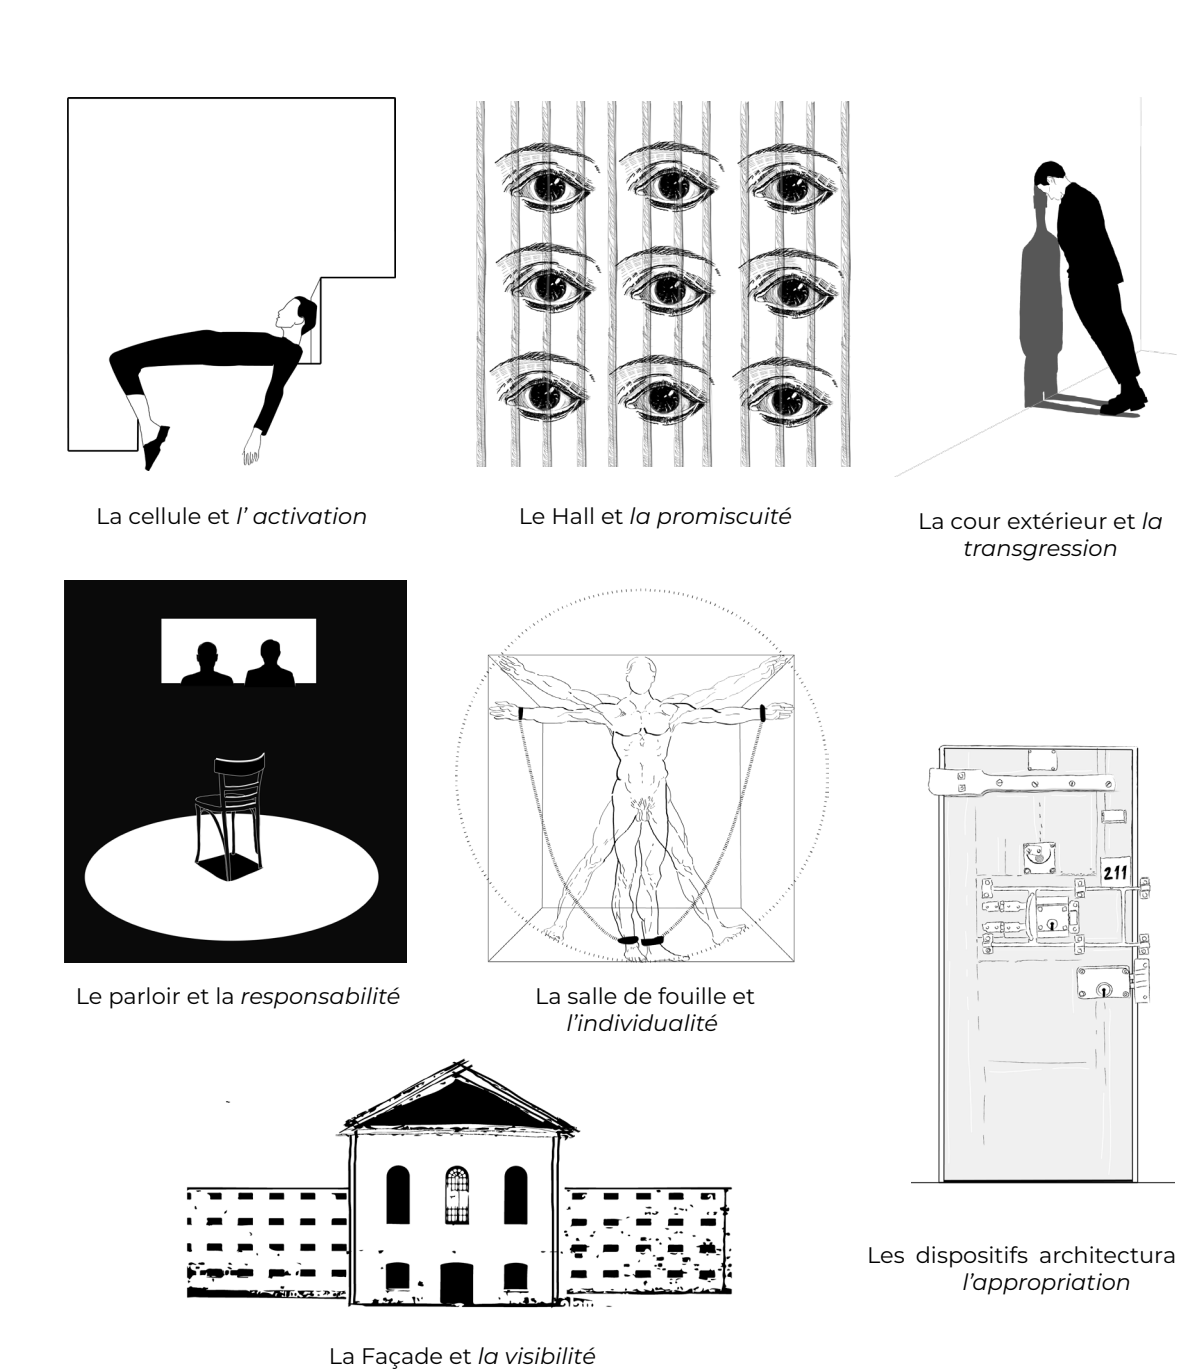 La cellule et l’ activation
Le Hall et la promiscuité
La cour extérieur et la
transgression
Le parloir et la responsabilité
La salle de fouille et
l’individualité
211
Les dispositifs architectura
l’appropriation
La Façade et la visibilité